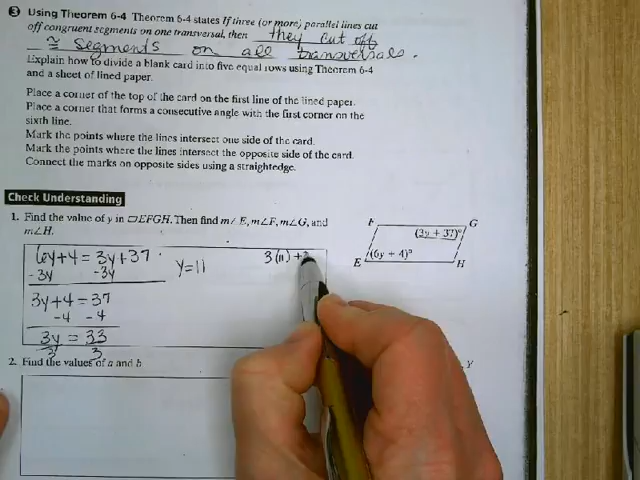 3 Using Theorem 6-4 Theorem 6-4 states If three (or more) parallel lines cut
off congruent segments on one transversal, then they cut off
≅ segments on all transversals.
Explain how to divide a blank card into five equal rows using Theorem 6-4
and a sheet of lined paper.
Place a corner of the top of the card on the first line of the lined paper.
Place a corner that forms a consecutive angle with the first corner on the
sixth line.
Mark the points where the lines intersect one side of the card.
Mark the points where the lines intersect the opposite side of the card.
Connect the marks on opposite sides using a straightedge.
Check Understanding
1. Find the value of y in ▱EFGH. Then find m∠E, m∠F, m∠G, and
m∠H.
F G
(3y + 37)°
(6y + 4)°
E H
6y+4 = 3y+37
-3y -3y
y=11
3(11) +3
3y+4 = 37
-4 -4
3y = 33
3 3
2. Find the values of a and b
Y